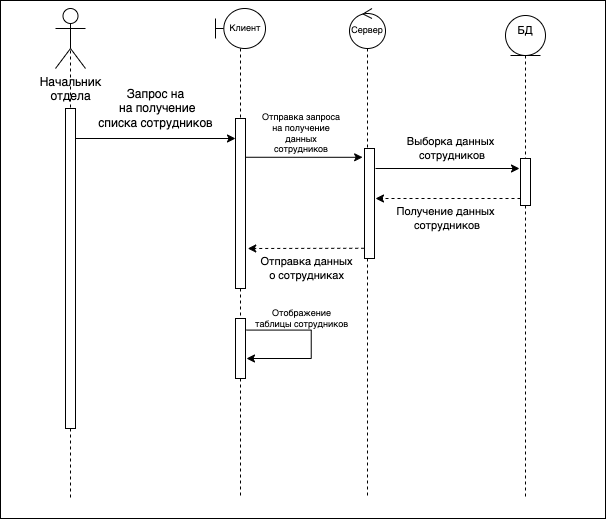 Клиент
Сервер
БД
Начальник
отдела
Запрос на
на получение
списка сотрудников
Отправка запроса
на получение
данных
сотрудников
Выборка данных
сотрудников
Получение данных
сотрудников
Отправка данных
о сотрудниках
Отображение
таблицы сотрудников